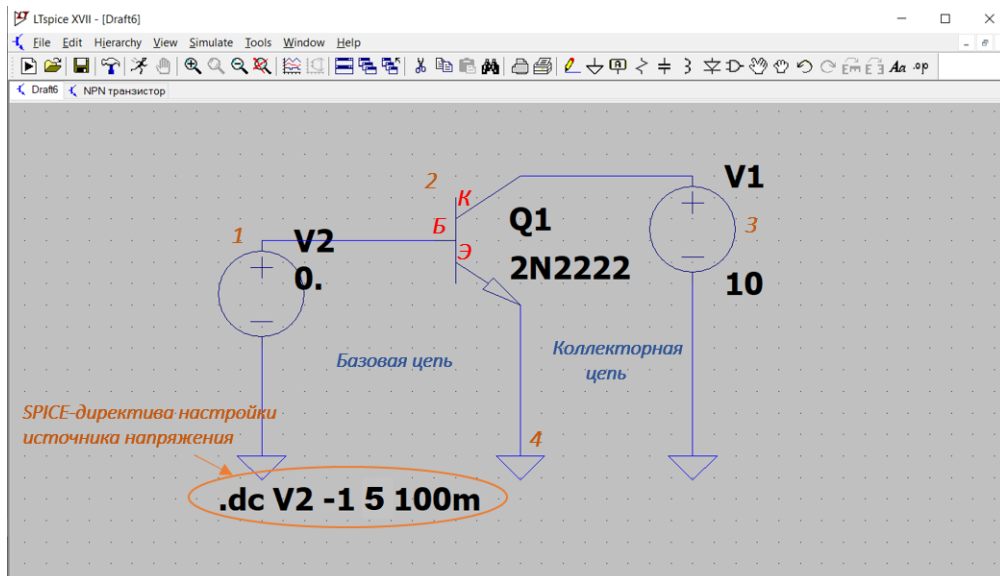 LTspice XVII - [Draft6]
File Edit Hierarchy View Simulate Tools Window Help
Aa .op
Draft6 NPN транзистор
2
К
V1
Б
Q1
3
1
V2
Э
0.
2N2222
10
Базовая цепь
Коллекторная
цепь
SPICE-директива настройки
источника напряжения
4
.dc V2 -1 5 100m